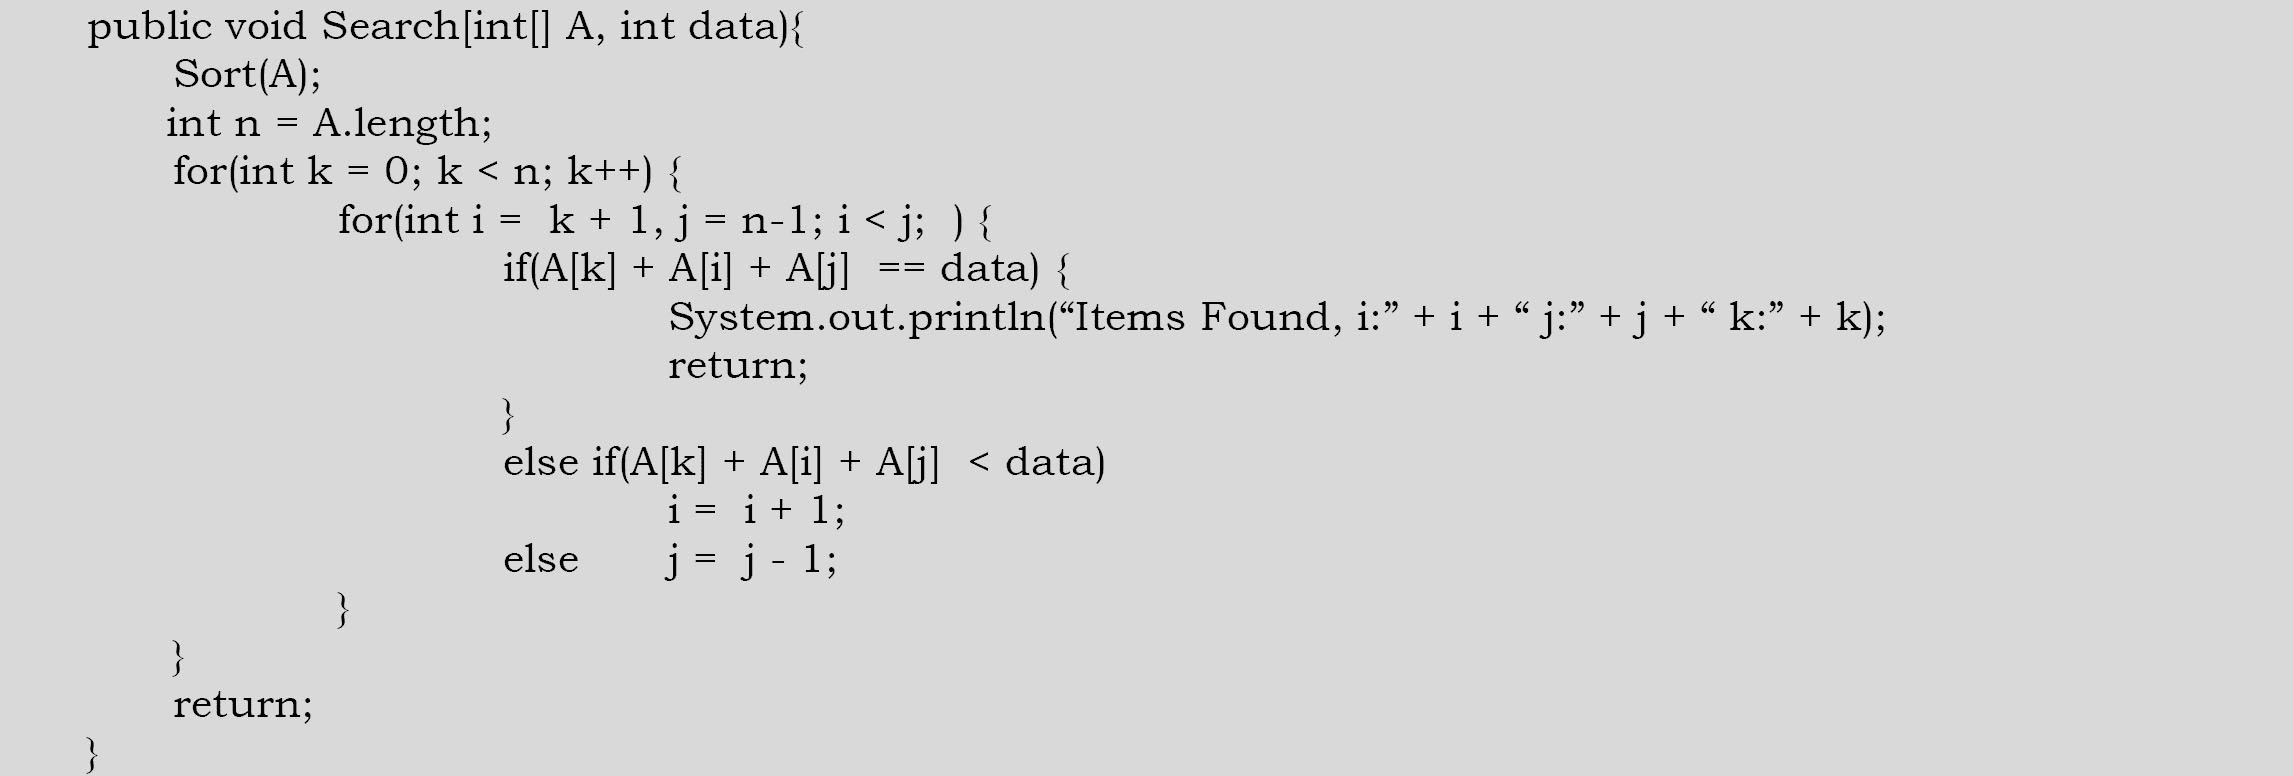 public void Search[int[] A, int data){
Sort(A);
int n = A.length;
for(int k = 0; k < n; k++) {
for(int i =  k + 1, j = n-1; i < j;  ) {
if(A[k] + A[i] + A[j]  == data) {
System.out.println(“Items Found, i:” + i + “ j:” + j + “ k:” + k);
return;
}
else if(A[k] + A[i] + A[j]  < data)
i =  i + 1;
else    j =  j - 1;
}
}
return;
}